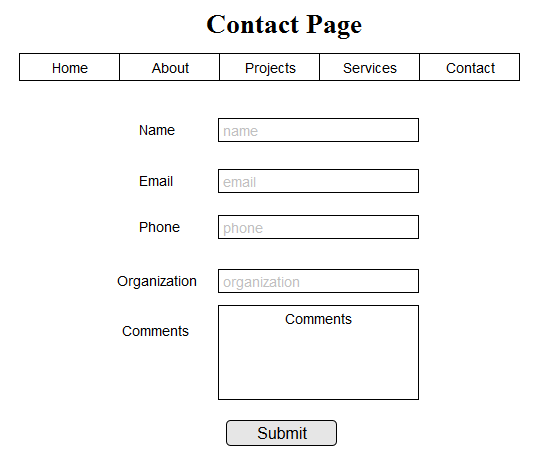 Contact Page
Home About Projects Services Contact
Name name
Email email
Phone phone
Organization organization
Comments
Comments
Submit